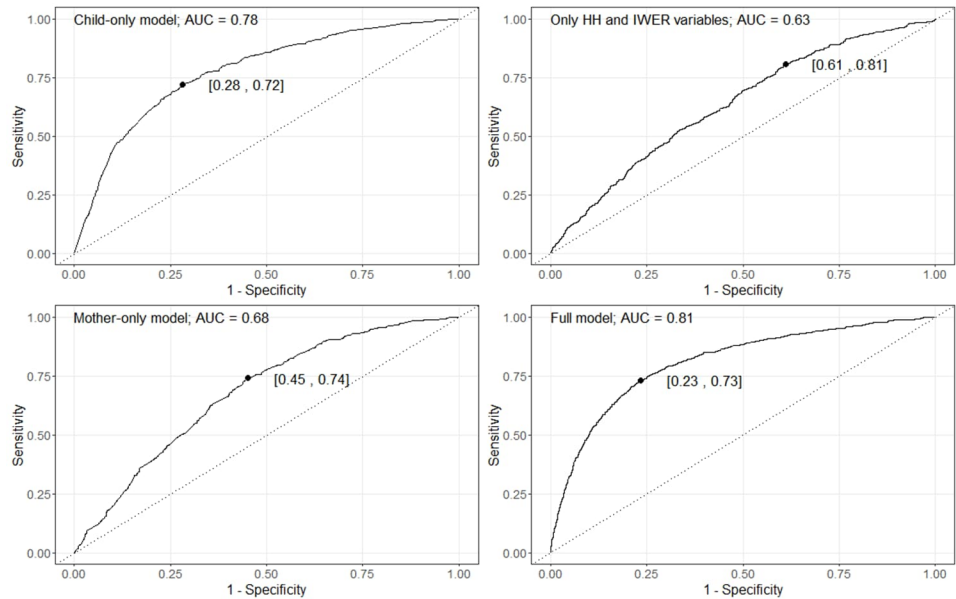 Child-only model; AUC = 0.78
1.00
0.75
0.50
0.25
0.00
Sensitivity
[0.28 , 0.72]
0.00 0.25 0.50 0.75 1.00
1 - Specificity
Only HH and IWER variables; AUC = 0.63
1.00
0.75
0.50
0.25
0.00
Sensitivity
[0.61 , 0.81]
0.00 0.25 0.50 0.75 1.00
1 - Specificity
Mother-only model; AUC = 0.68
1.00
0.75
0.50
0.25
0.00
Sensitivity
[0.45 , 0.74]
0.00 0.25 0.50 0.75 1.00
1 - Specificity
Full model; AUC = 0.81
1.00
0.75
0.50
0.25
0.00
Sensitivity
[0.23 , 0.73]
0.00 0.25 0.50 0.75 1.00
1 - Specificity